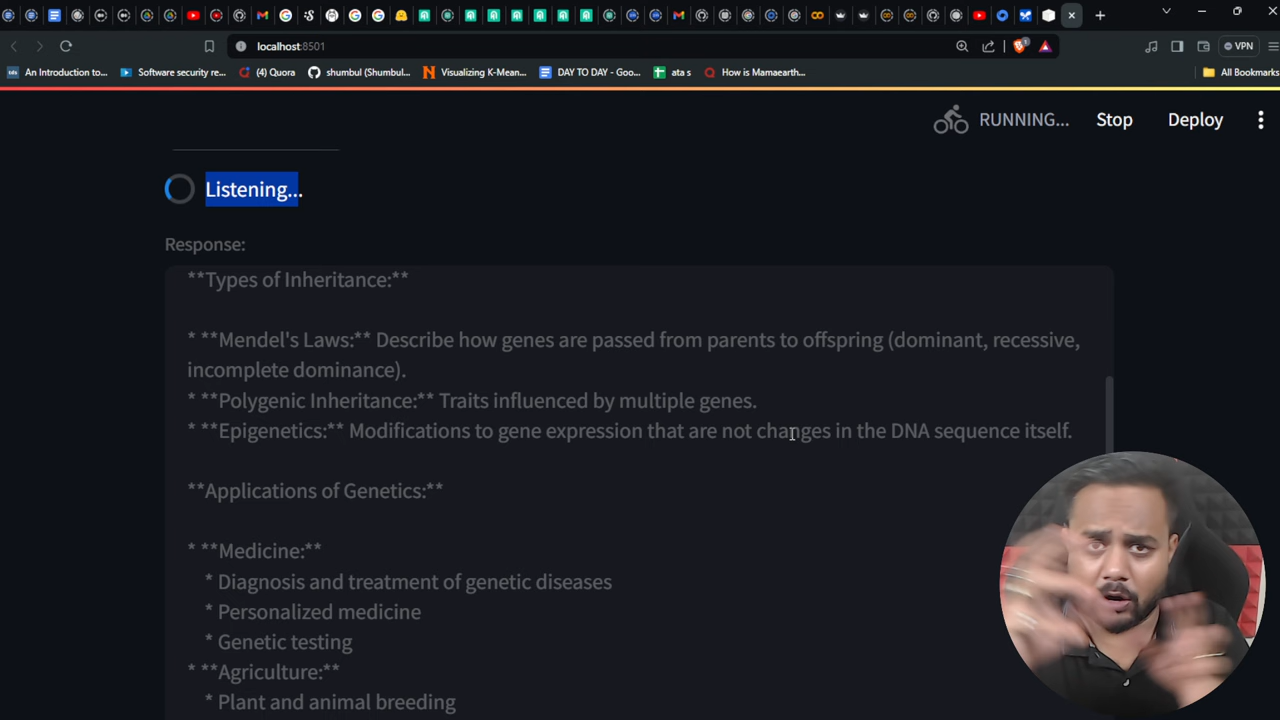 localhost:8501
VPN
An Introduction to...
Software security re...
(4) Quora
shumbul (Shumbul...
Visualizing K-Mean...
DAY TO DAY - Goo...
ata s
How is Mamaearth...
All Bookmarks
RUNNING...
Stop
Deploy
Listening...
Response:
**Types of Inheritance:**
* **Mendel's Laws:** Describe how genes are passed from parents to offspring (dominant, recessive,
incomplete dominance).
* **Polygenic Inheritance:** Traits influenced by multiple genes.
* **Epigenetics:** Modifications to gene expression that are not changes in the DNA sequence itself.
**Applications of Genetics:**
* **Medicine:**
* Diagnosis and treatment of genetic diseases
* Personalized medicine
* Genetic testing
* **Agriculture:**
* Plant and animal breeding